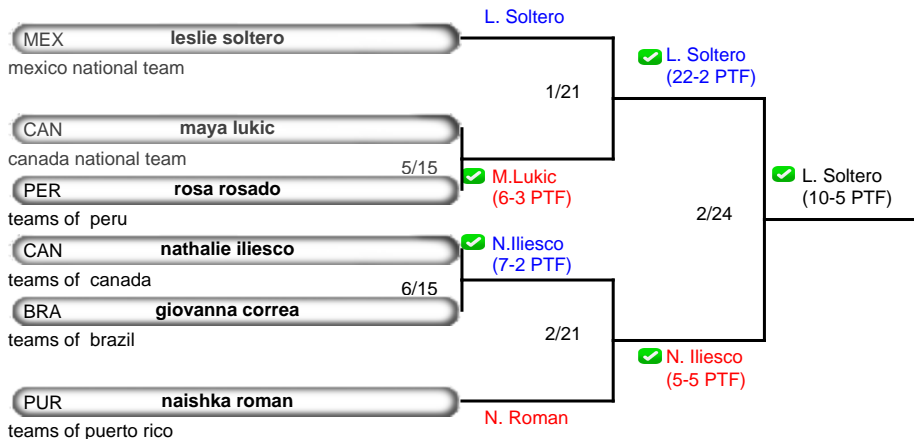 L. Soltero
MEX leslie soltero
mexico national team
L. Soltero
(22-2 PTF)
1/21
CAN maya lukic
canada national team
5/15
M.Lukic
(6-3 PTF)
PER rosa rosado
teams of peru
L. Soltero
(10-5 PTF)
2/24
CAN nathalie iliesco
teams of canada
N.Iliesco
(7-2 PTF)
6/15
BRA giovanna correa
teams of brazil
2/21
N. Iliesco
(5-5 PTF)
PUR naishka roman
teams of puerto rico
N. Roman